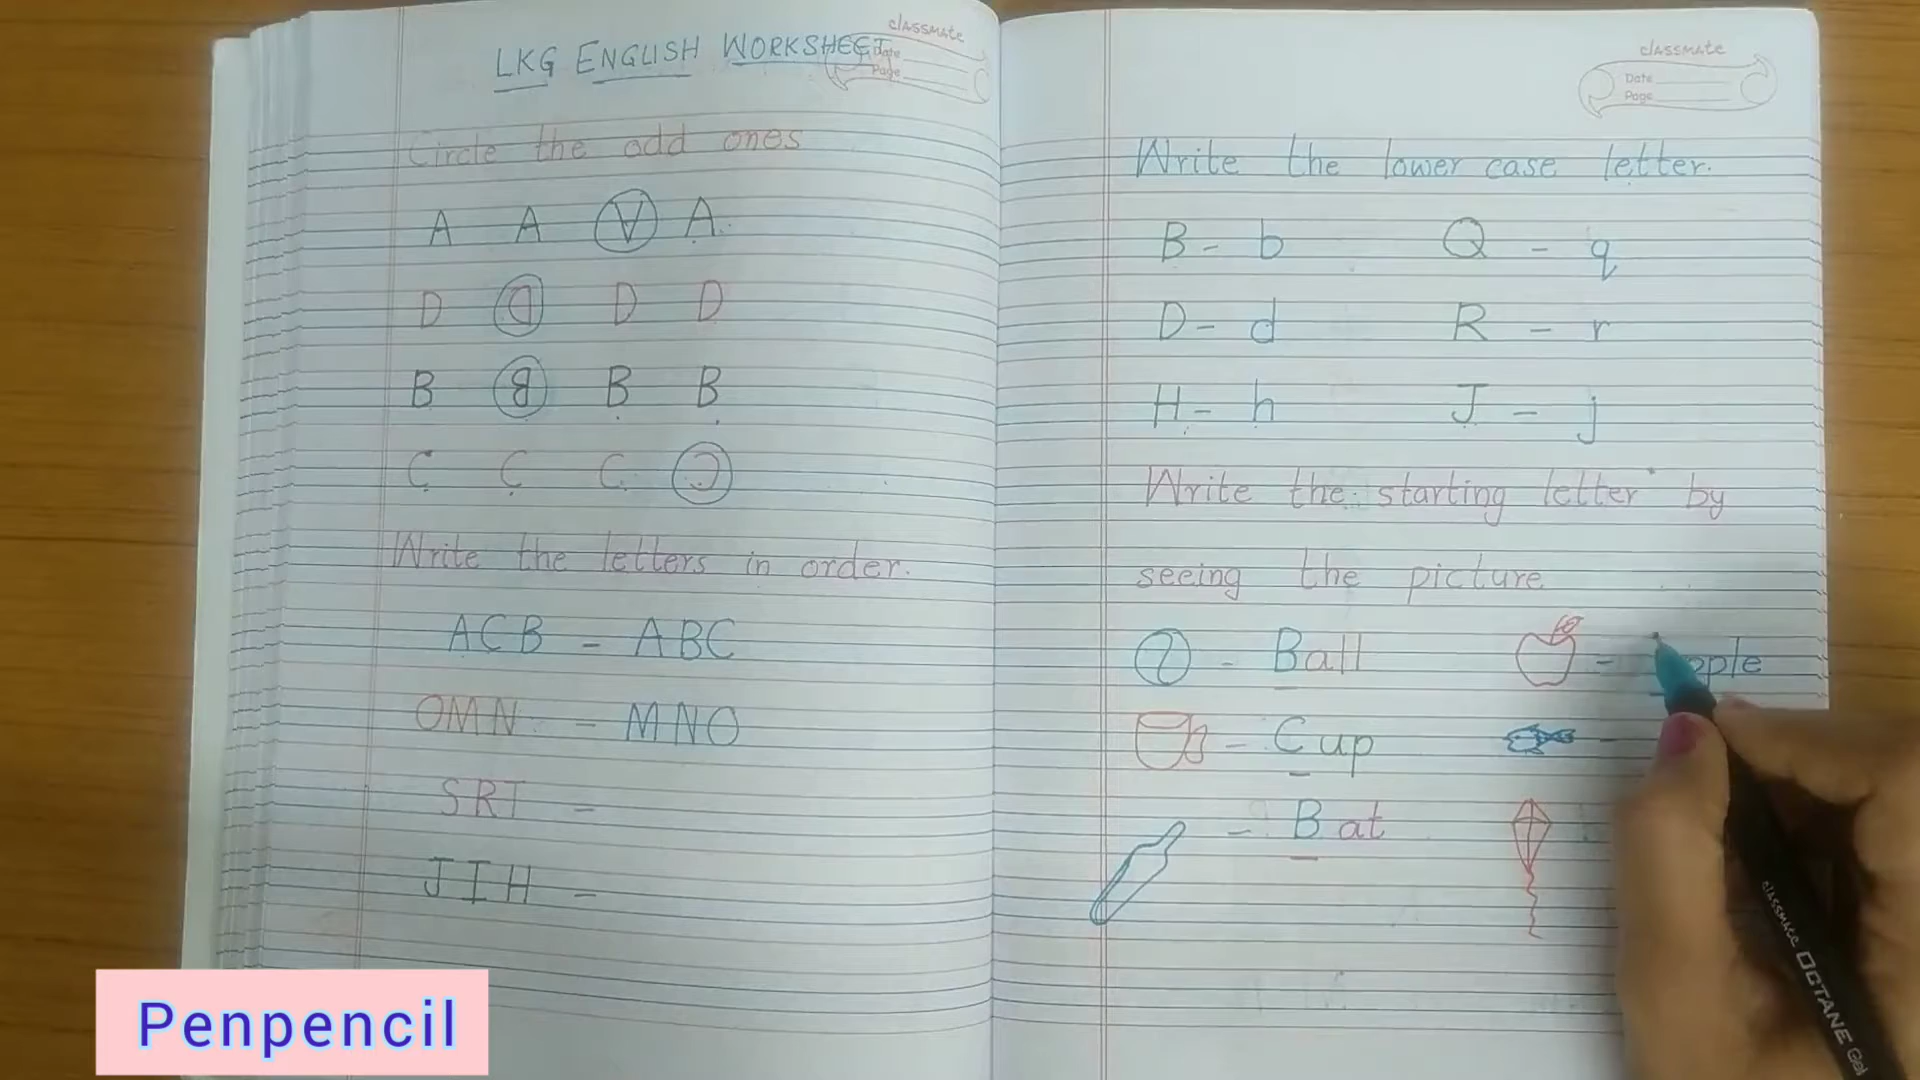 LKG ENGLISH WORKSHEET
classmate
Date
Page
Circle the odd ones
A A A A
D D D D
B B B B
C C C C
Write the letters in order.
ACB - ABC
OMN - MNO
SRT -
JIH -
classmate
Date
Page
Write the lower case letter.
B - b Q - q
D - d R - r
H - h J - j
Write the starting letter by
seeing the picture
- Ball - pple
- Cup -
- Bat
classmate OCTANE Gel
Penpencil